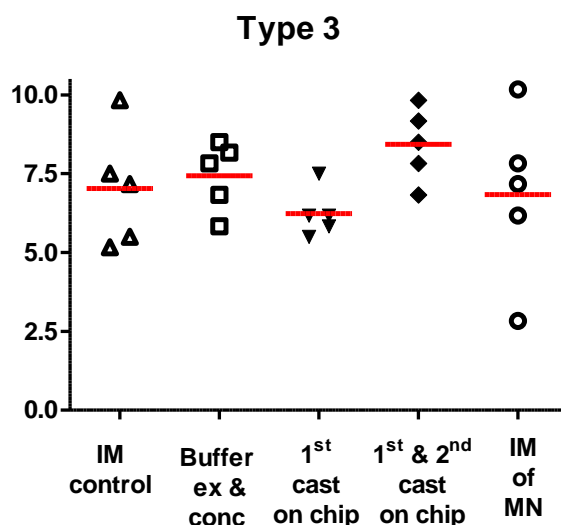 Type 3
10.0
7.5
5.0
2.5
0.0
IM
control
Buffer
ex &
conc
1st
cast
on chip
1st & 2nd
cast
on chip
IM
of
MN